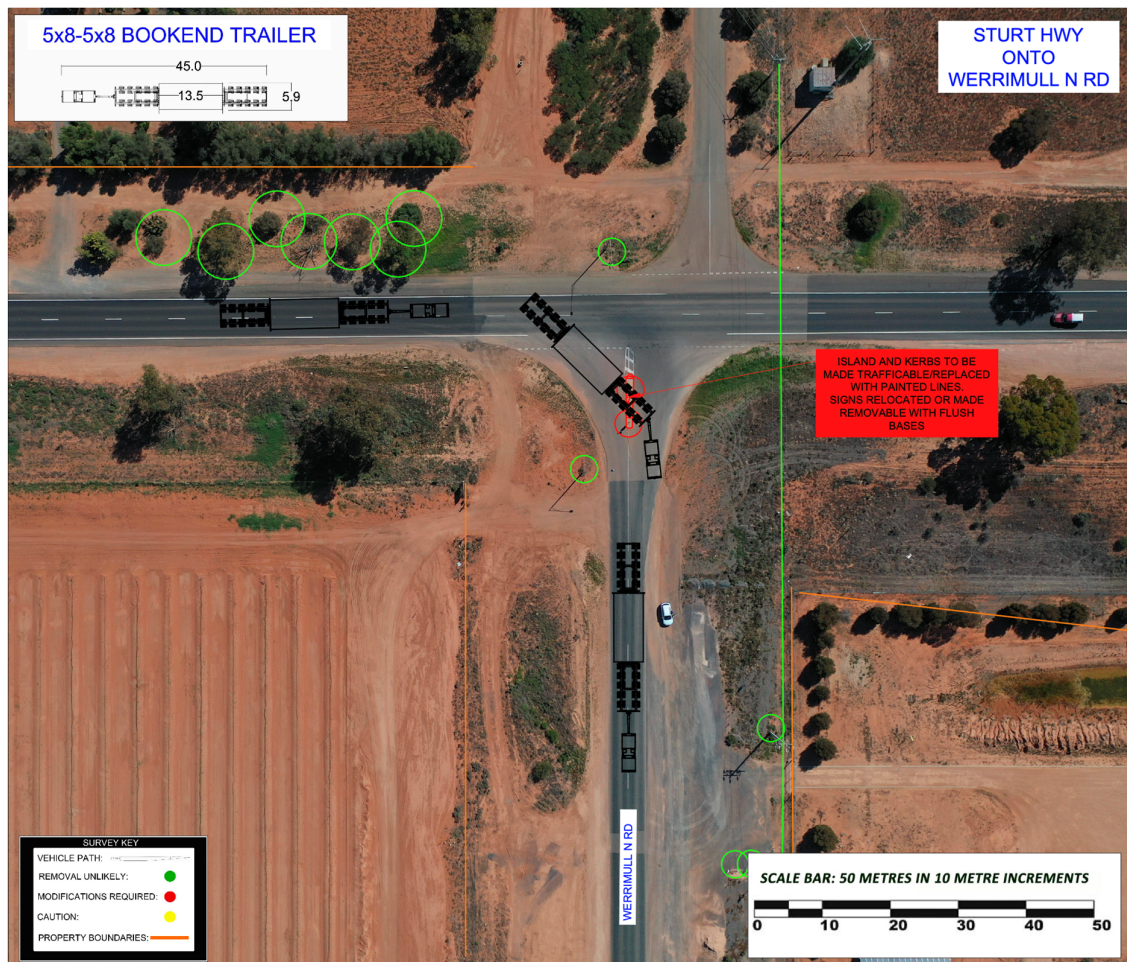 5x8-5x8 BOOKEND TRAILER
45.0
13.5
5.9
STURT HWY
ONTO
WERRIMULL N RD
ISLAND AND KERBS TO BE
MADE TRAFFICABLE/REPLACED
WITH PAINTED LINES.
SIGNS RELOCATED OR MADE
REMOVABLE WITH FLUSH
BASES
WERRIMULL N RD
SURVEY KEY
VEHICLE PATH:
REMOVAL UNLIKELY:
MODIFICATIONS REQUIRED:
CAUTION:
PROPERTY BOUNDARIES:
SCALE BAR: 50 METRES IN 10 METRE INCREMENTS
0 10 20 30 40 50